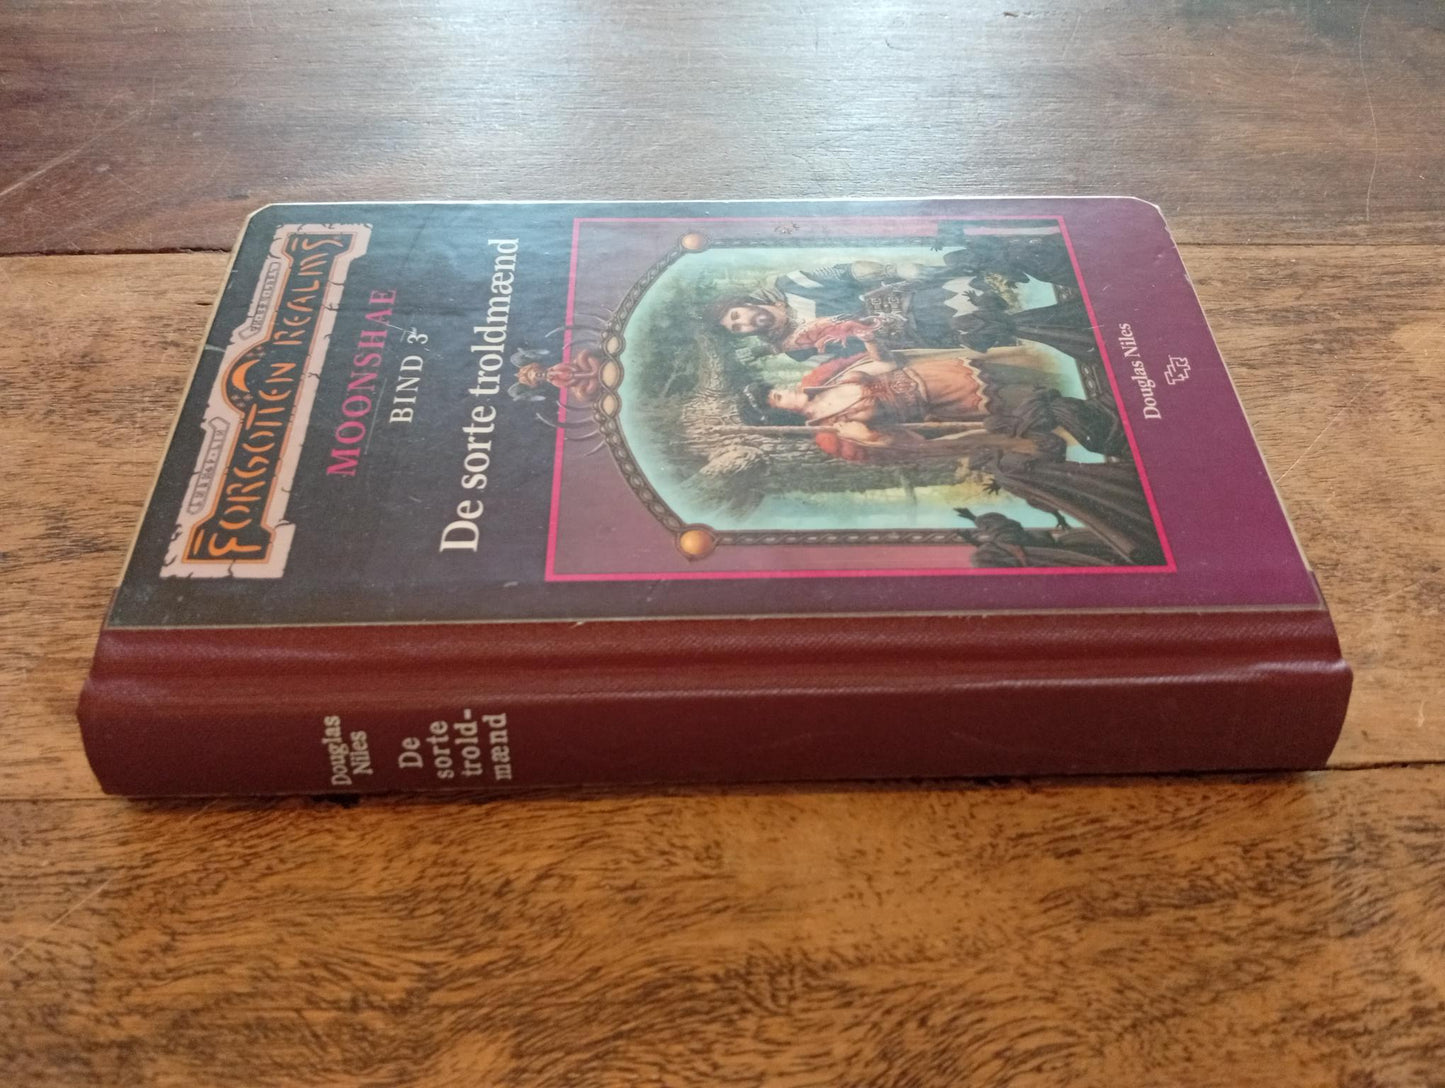 FORGOTTEN REALMS
MOONSHAE
BIND 3
De sorte troldmænd
Douglas Niles
Douglas
Niles
De
sorte
trold-
mænd